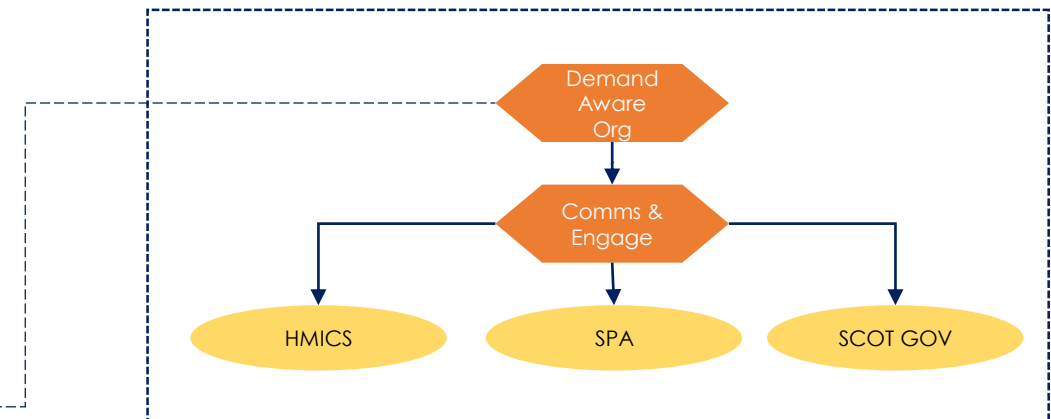 Demand
Aware
Org
Comms &
Engage
HMICS
SPA
SCOT GOV